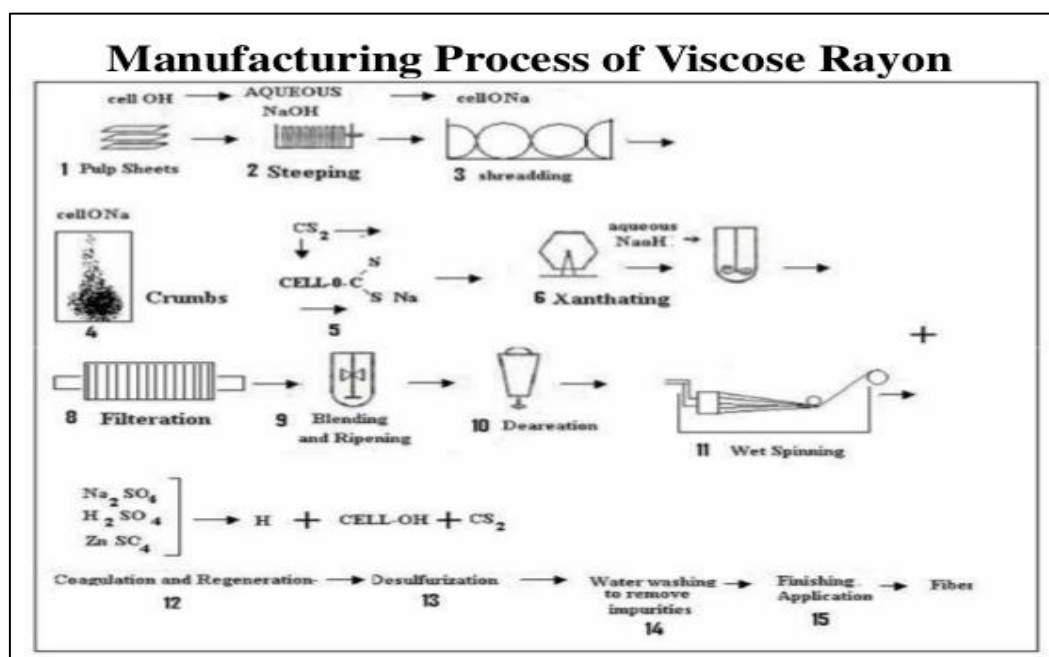 Manufacturing Process of Viscose Rayon
cell OH AQUEOUS cellONa
NaOH
1 Pulp Sheets 2 Steeping 3 shreadding
cellONa
CS2
aqueous
NaoH
S
CELL-0-C
S Na
Crumbs
6 Xanthating
4 5
+
8 Filteration 9 Blending
and Ripening
10 Deareation
11 Wet Spinning
Na2 SO4
H2 SO4
Zn SC4
H + CELL-OH + CS2
Coagulation and Regeneration- Desulfurization Water washing
to remove
impurities
Finishing
Application
Fiber
12 13 14 15